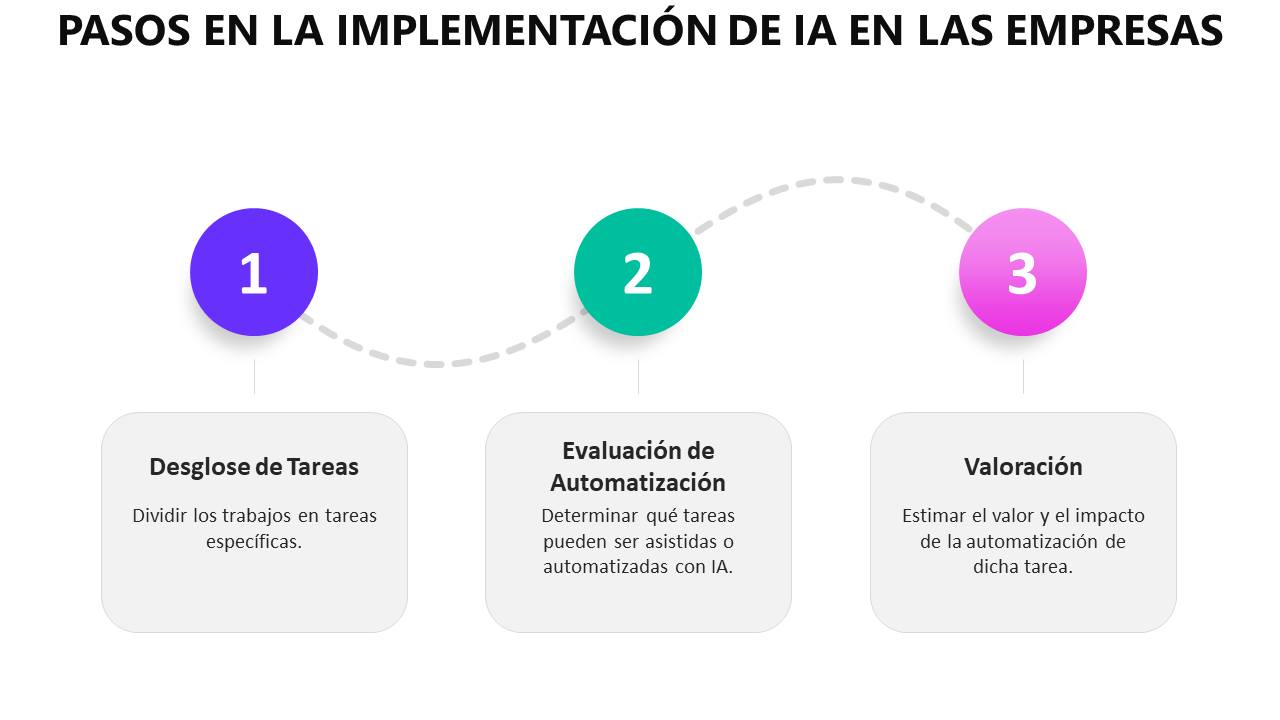 PASOS EN LA IMPLEMENTACIÓN DE IA EN LAS EMPRESAS
1
2
3
Desglose de Tareas
Dividir los trabajos en tareas
específicas.
Evaluación de
Automatización
Determinar qué tareas
pueden ser asistidas o
automatizadas con IA.
Valoración
Estimar el valor y el impacto
de la automatización de
dicha tarea.